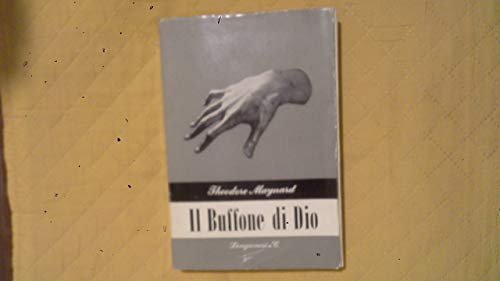 Theodore Maynard
Il Buffone di Dio
Longanesi & C.